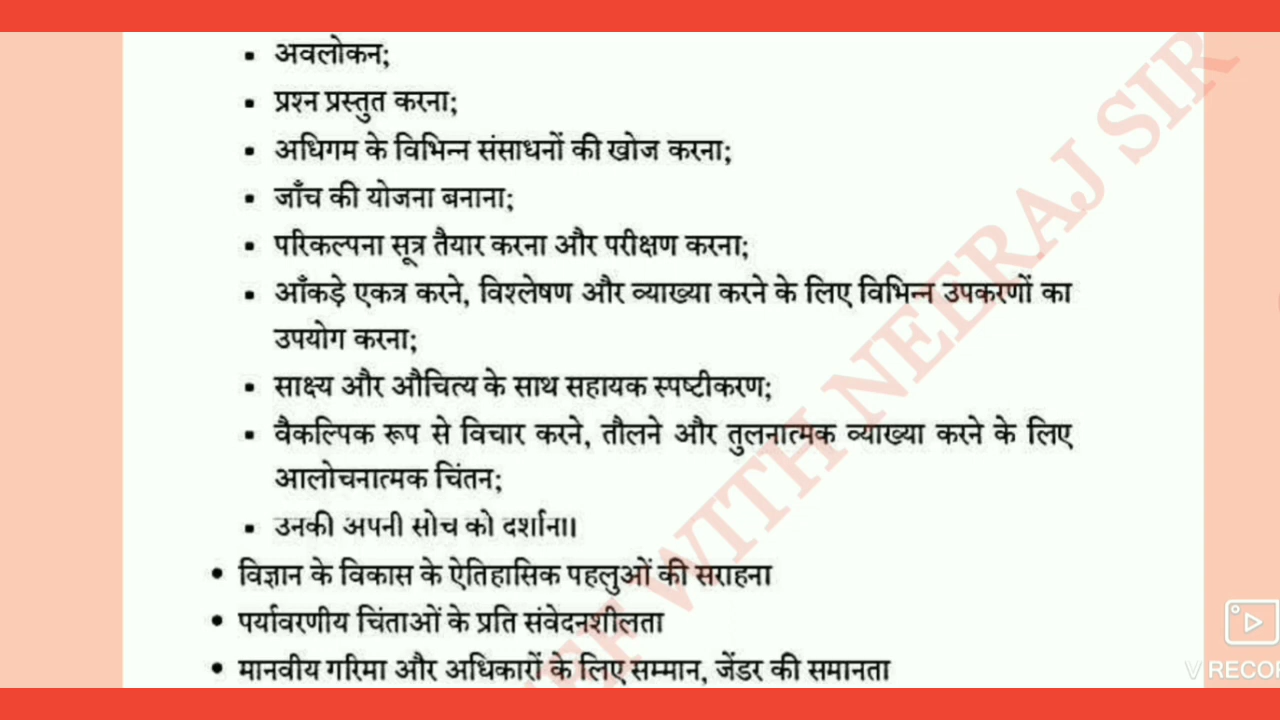 ▪ अवलोकन;
▪ प्रश्न प्रस्तुत करना;
▪ अधिगम के विभिन्न संसाधनों की खोज करना;
▪ जाँच की योजना बनाना;
▪ परिकल्पना सूत्र तैयार करना और परीक्षण करना;
▪ आँकड़े एकत्र करने, विश्लेषण और व्याख्या करने के लिए विभिन्न उपकरणों का
उपयोग करना;
▪ साक्ष्य और औचित्य के साथ सहायक स्पष्टीकरण;
▪ वैकल्पिक रूप से विचार करने, तौलने और तुलनात्मक व्याख्या करने के लिए
आलोचनात्मक चिंतन;
▪ उनकी अपनी सोच को दर्शाना।
• विज्ञान के विकास के ऐतिहासिक पहलुओं की सराहना
• पर्यावरणीय चिंताओं के प्रति संवेदनशीलता
• मानवीय गरिमा और अधिकारों के लिए सम्मान, जेंडर की समानता
WITH NEERAJ SIR
V RECOR